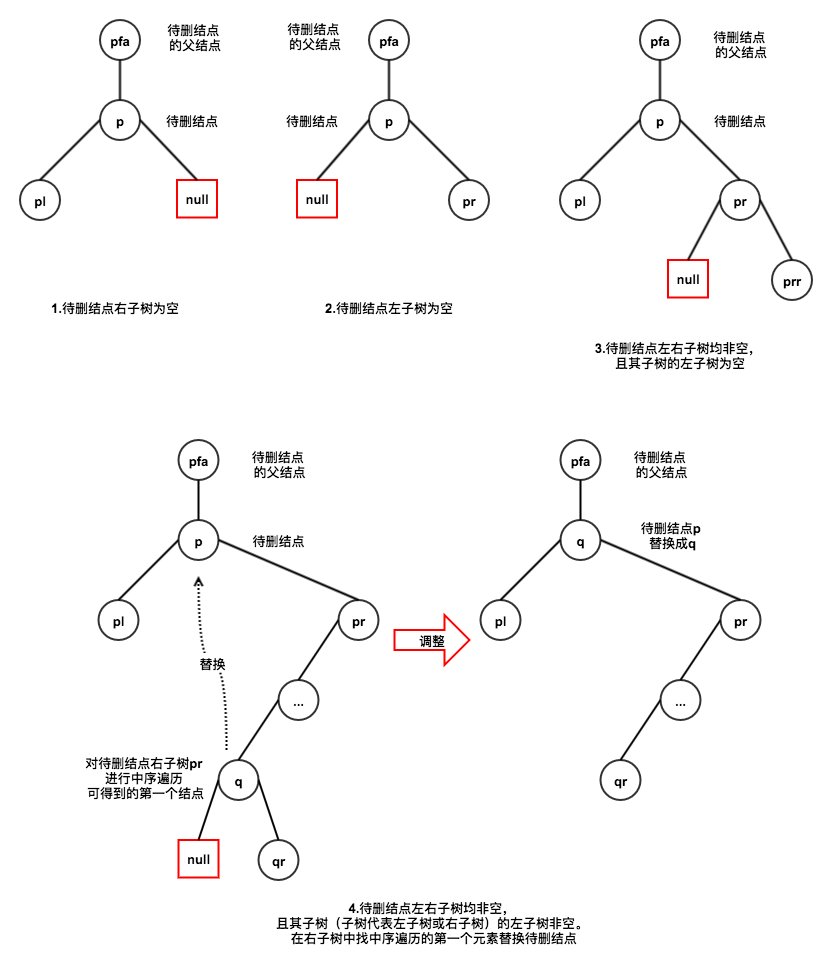 pfa
待删结点
的父结点
p
待删结点
pl
null
1.待删结点右子树为空
待删结点
的父结点
pfa
待删结点
p
null
pr
2.待删结点左子树为空
pfa
待删结点
的父结点
p
待删结点
pl
pr
null
prr
3.待删结点左右子树均非空，
且其子树的左子树为空
pfa
待删结点
的父结点
p
待删结点
pl
pr
替换
...
对待删结点右子树pr
进行中序遍历
可得到的第一个结点
q
null
qr
调整
pfa
待删结点
的父结点
q
待删结点p
替换成q
pl
pr
...
qr
4.待删结点左右子树均非空，
且其子树（子树代表左子树或右子树）的左子树非空。
在右子树中找中序遍历的第一个元素替换待删结点